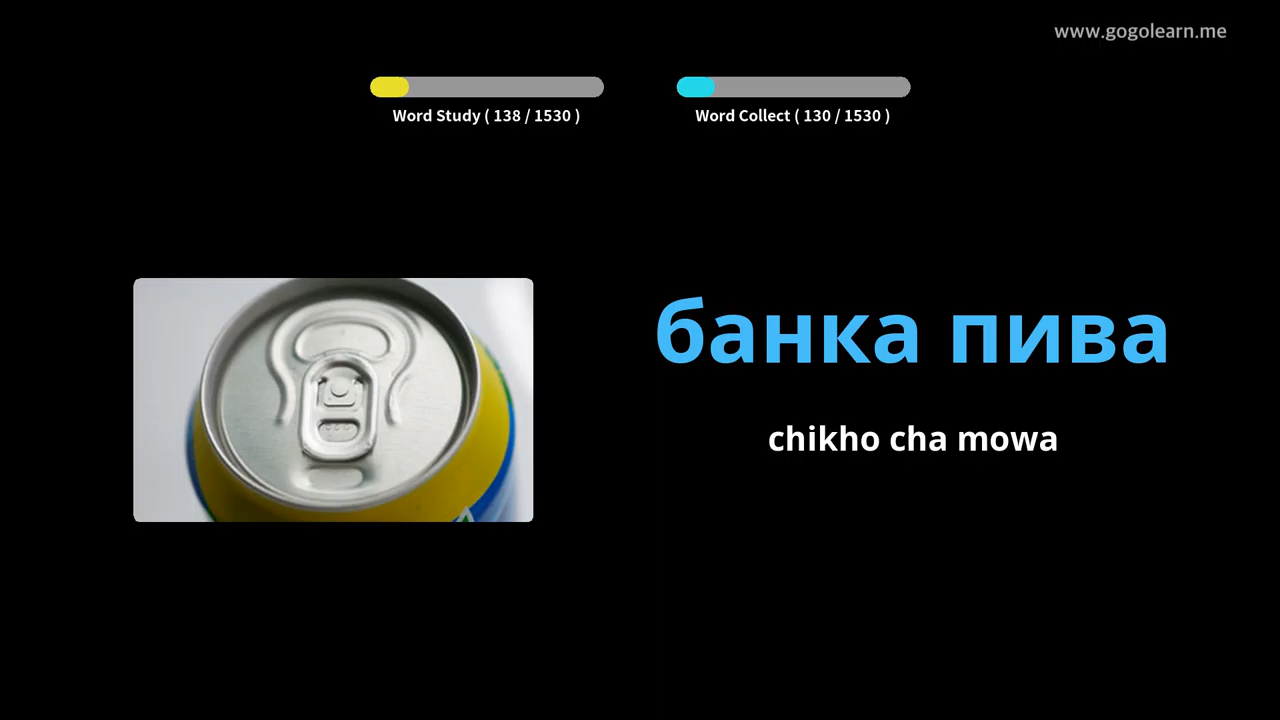 www.gogolearn.me
Word Study ( 138 / 1530 )
Word Collect ( 130 / 1530 )
банка пива
chikho cha mowa